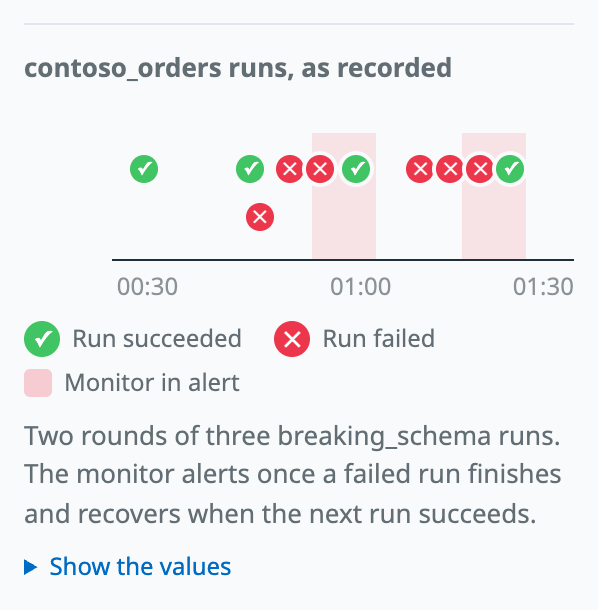 contoso_orders runs, as recorded
00:30 01:00 01:30
Run succeeded Run failed
Monitor in alert
Two rounds of three breaking_schema runs.
The monitor alerts once a failed run finishes
and recovers when the next run succeeds.
Show the values